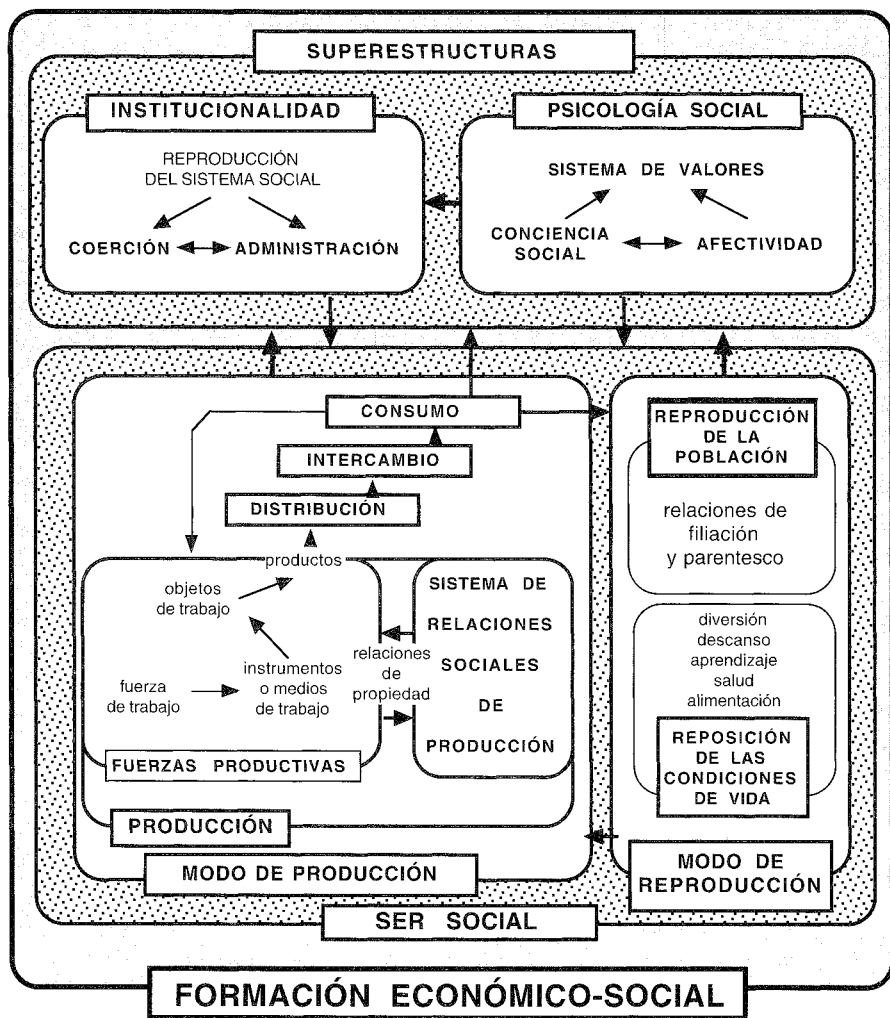 SUPERESTRUCTURAS
INSTITUCIONALIDAD
REPRODUCCIÓN
DEL SISTEMA SOCIAL
COERCIÓN
ADMINISTRACIÓN
PSICOLOGÍA SOCIAL
SISTEMA DE VALORES
CONCIENCIA
SOCIAL
AFECTIVIDAD
CONSUMO
INTERCAMBIO
DISTRIBUCIÓN
productos
objetos
de trabajo
fuerza
de trabajo
instrumentos
o medios
de trabajo
relaciones
de
propiedad
SISTEMA DE
RELACIONES
SOCIALES
DE
PRODUCCIÓN
FUERZAS PRODUCTIVAS
PRODUCCIÓN
MODO DE PRODUCCIÓN
REPRODUCCIÓN
DE LA
POBLACIÓN
relaciones de
filiación
y parentesco
diversión
descanso
aprendizaje
salud
alimentación
REPOSICIÓN
DE LAS
CONDICIONES
DE VIDA
MODO DE
REPRODUCCIÓN
SER SOCIAL
FORMACIÓN ECONÓMICO-SOCIAL